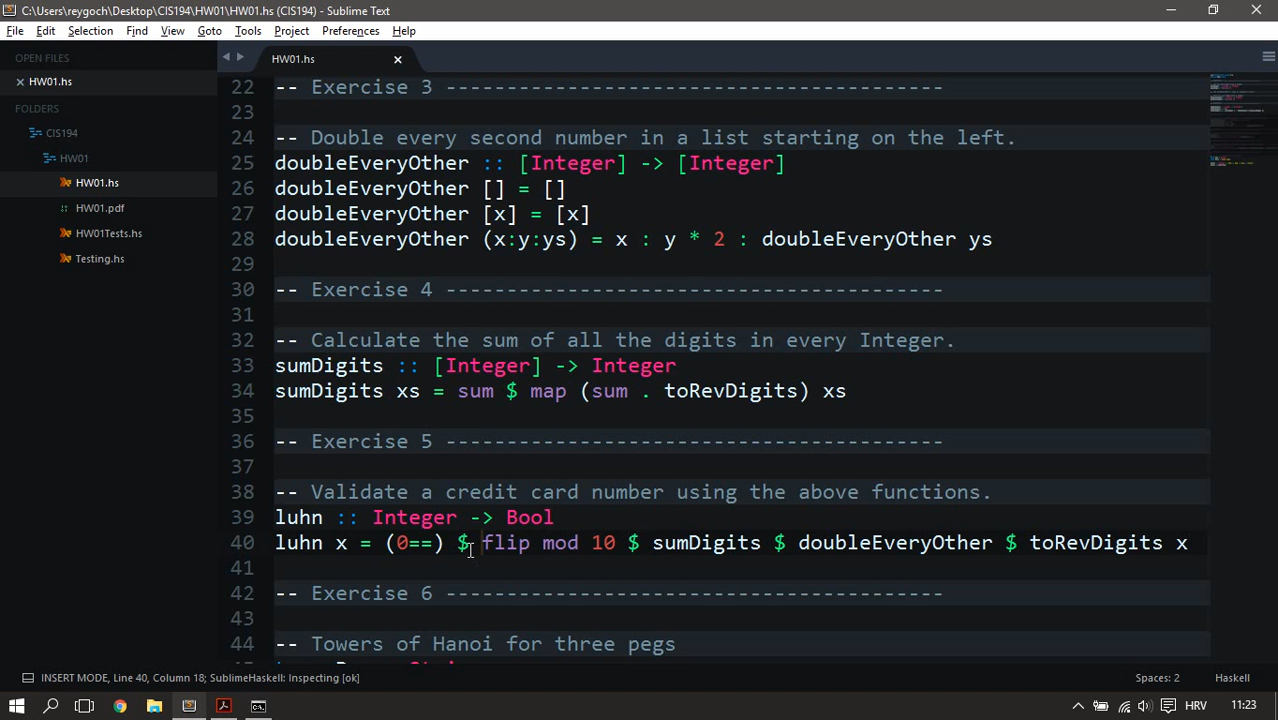 C:\Users\reygoch\Desktop\CIS194\HW01\HW01.hs (CIS194) - Sublime Text
File Edit Selection Find View Goto Tools Project Preferences Help
OPEN FILES
HW01.hs
FOLDERS
CIS194
HW01
HW01.hs
HW01.pdf
HW01Tests.hs
Testing.hs
HW01.hs
22 -- Exercise 3 -----------------------------------------
23
24 -- Double every second number in a list starting on the left.
25 doubleEveryOther :: [Integer] -> [Integer]
26 doubleEveryOther [] = []
27 doubleEveryOther [x] = [x]
28 doubleEveryOther (x:y:ys) = x : y * 2 : doubleEveryOther ys
29
30 -- Exercise 4 -----------------------------------------
31
32 -- Calculate the sum of all the digits in every Integer.
33 sumDigits :: [Integer] -> Integer
34 sumDigits xs = sum $ map (sum . toRevDigits) xs
35
36 -- Exercise 5 -----------------------------------------
37
38 -- Validate a credit card number using the above functions.
39 luhn :: Integer -> Bool
40 luhn x = (0==) $ flip mod 10 $ sumDigits $ doubleEveryOther $ toRevDigits x
41
42 -- Exercise 6 -----------------------------------------
43
44 -- Towers of Hanoi for three pegs
INSERT MODE, Line 40, Column 18; SublimeHaskell: Inspecting [ok] Spaces: 2 Haskell
HRV 11:23